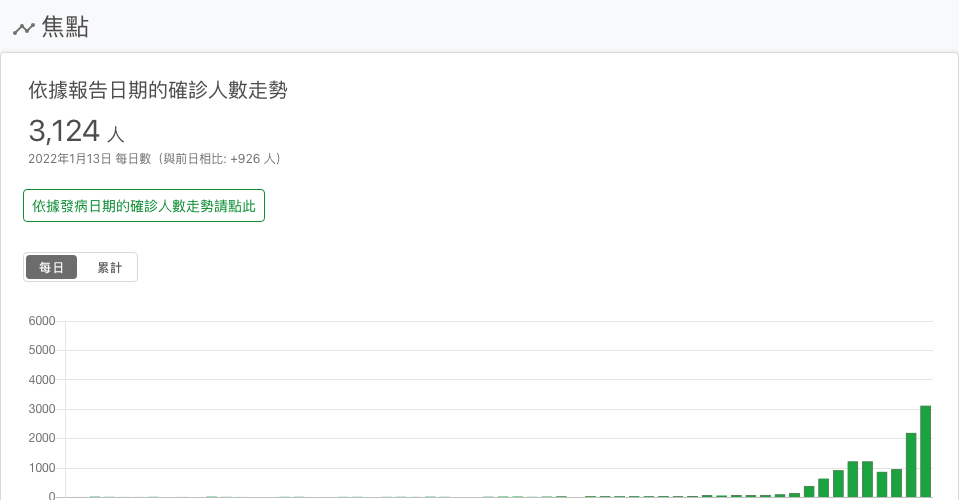 焦點
依據報告日期的確診人數走勢
3,124 人
2022年1月13日 每日數（與前日相比: +926 人）
依據發病日期的確診人數走勢請點此
每日 累計
6000
5000
4000
3000
2000
1000
0